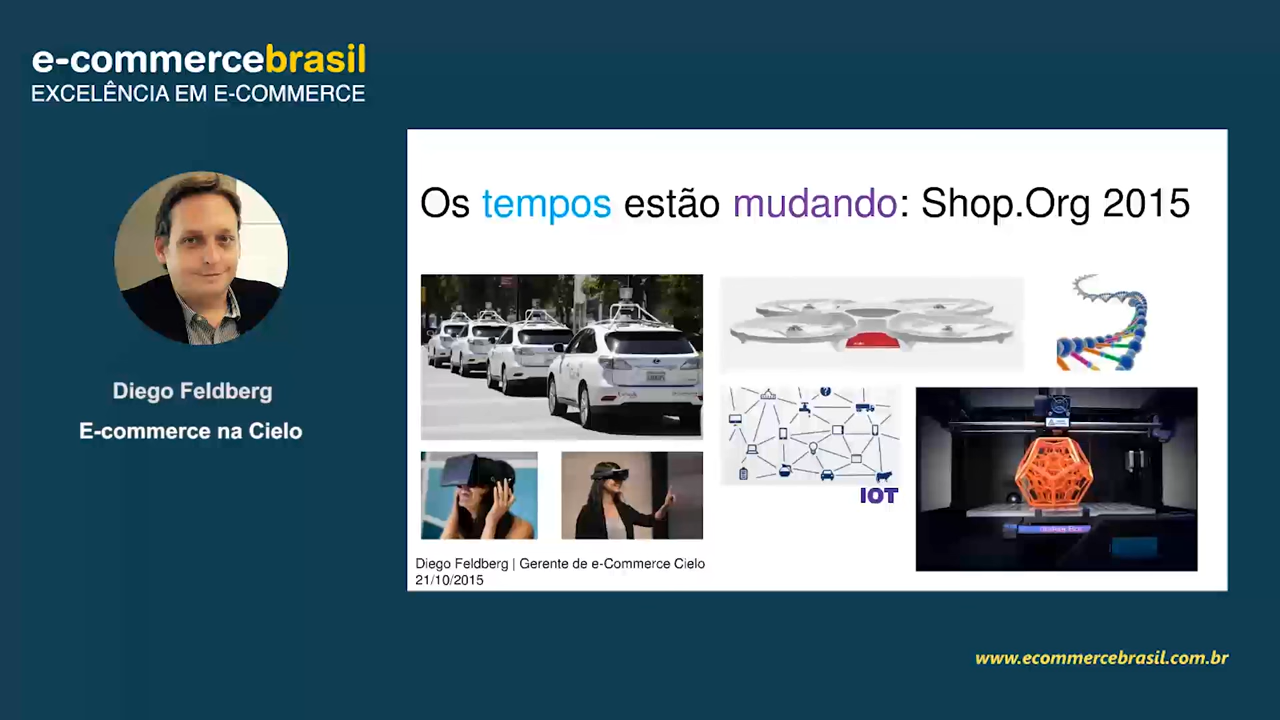 e-commercebrasil
EXCELÊNCIA EM E-COMMERCE
Diego Feldberg
E-commerce na Cielo
Os tempos estão mudando: Shop.Org 2015
IOT
Diego Feldberg | Gerente de e-Commerce Cielo
21/10/2015
www.ecommercebrasil.com.br